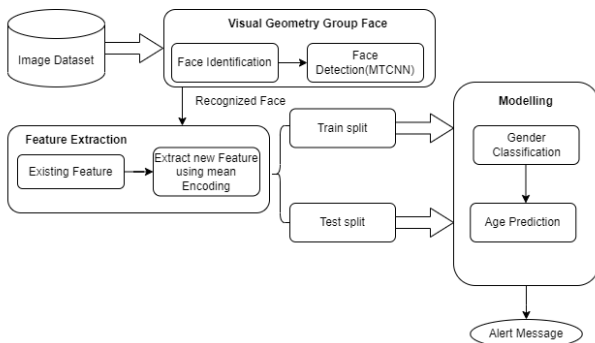 Visual Geometry Group Face
Image Dataset
Face Identification
Face
Detection(MTCNN)
Recognized Face
Feature Extraction
Existing Feature
Extract new Feature
using mean
Encoding
Train split
Test split
Modelling
Gender
Classification
Age Prediction
Alert Message